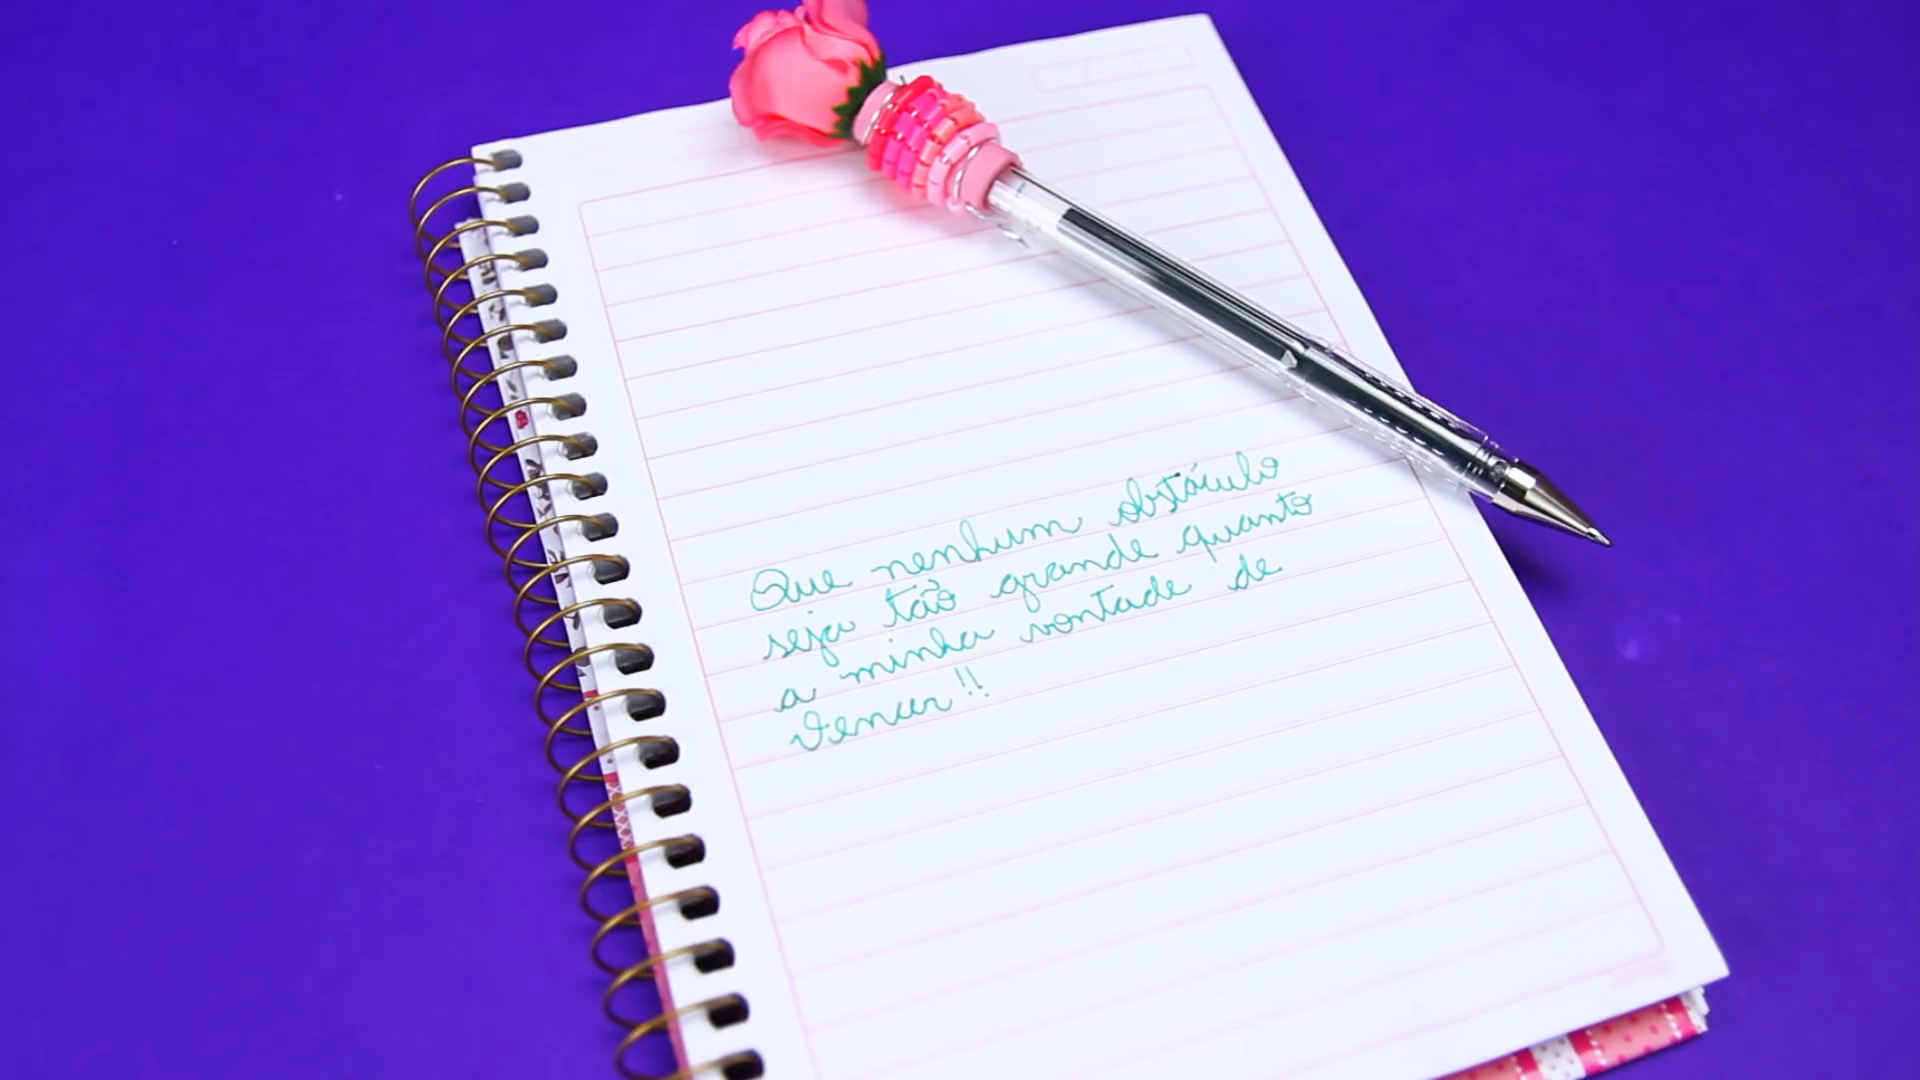 Que nenhum obstáculo
seja tão grande quanto
a minha vontade de
vencer!!